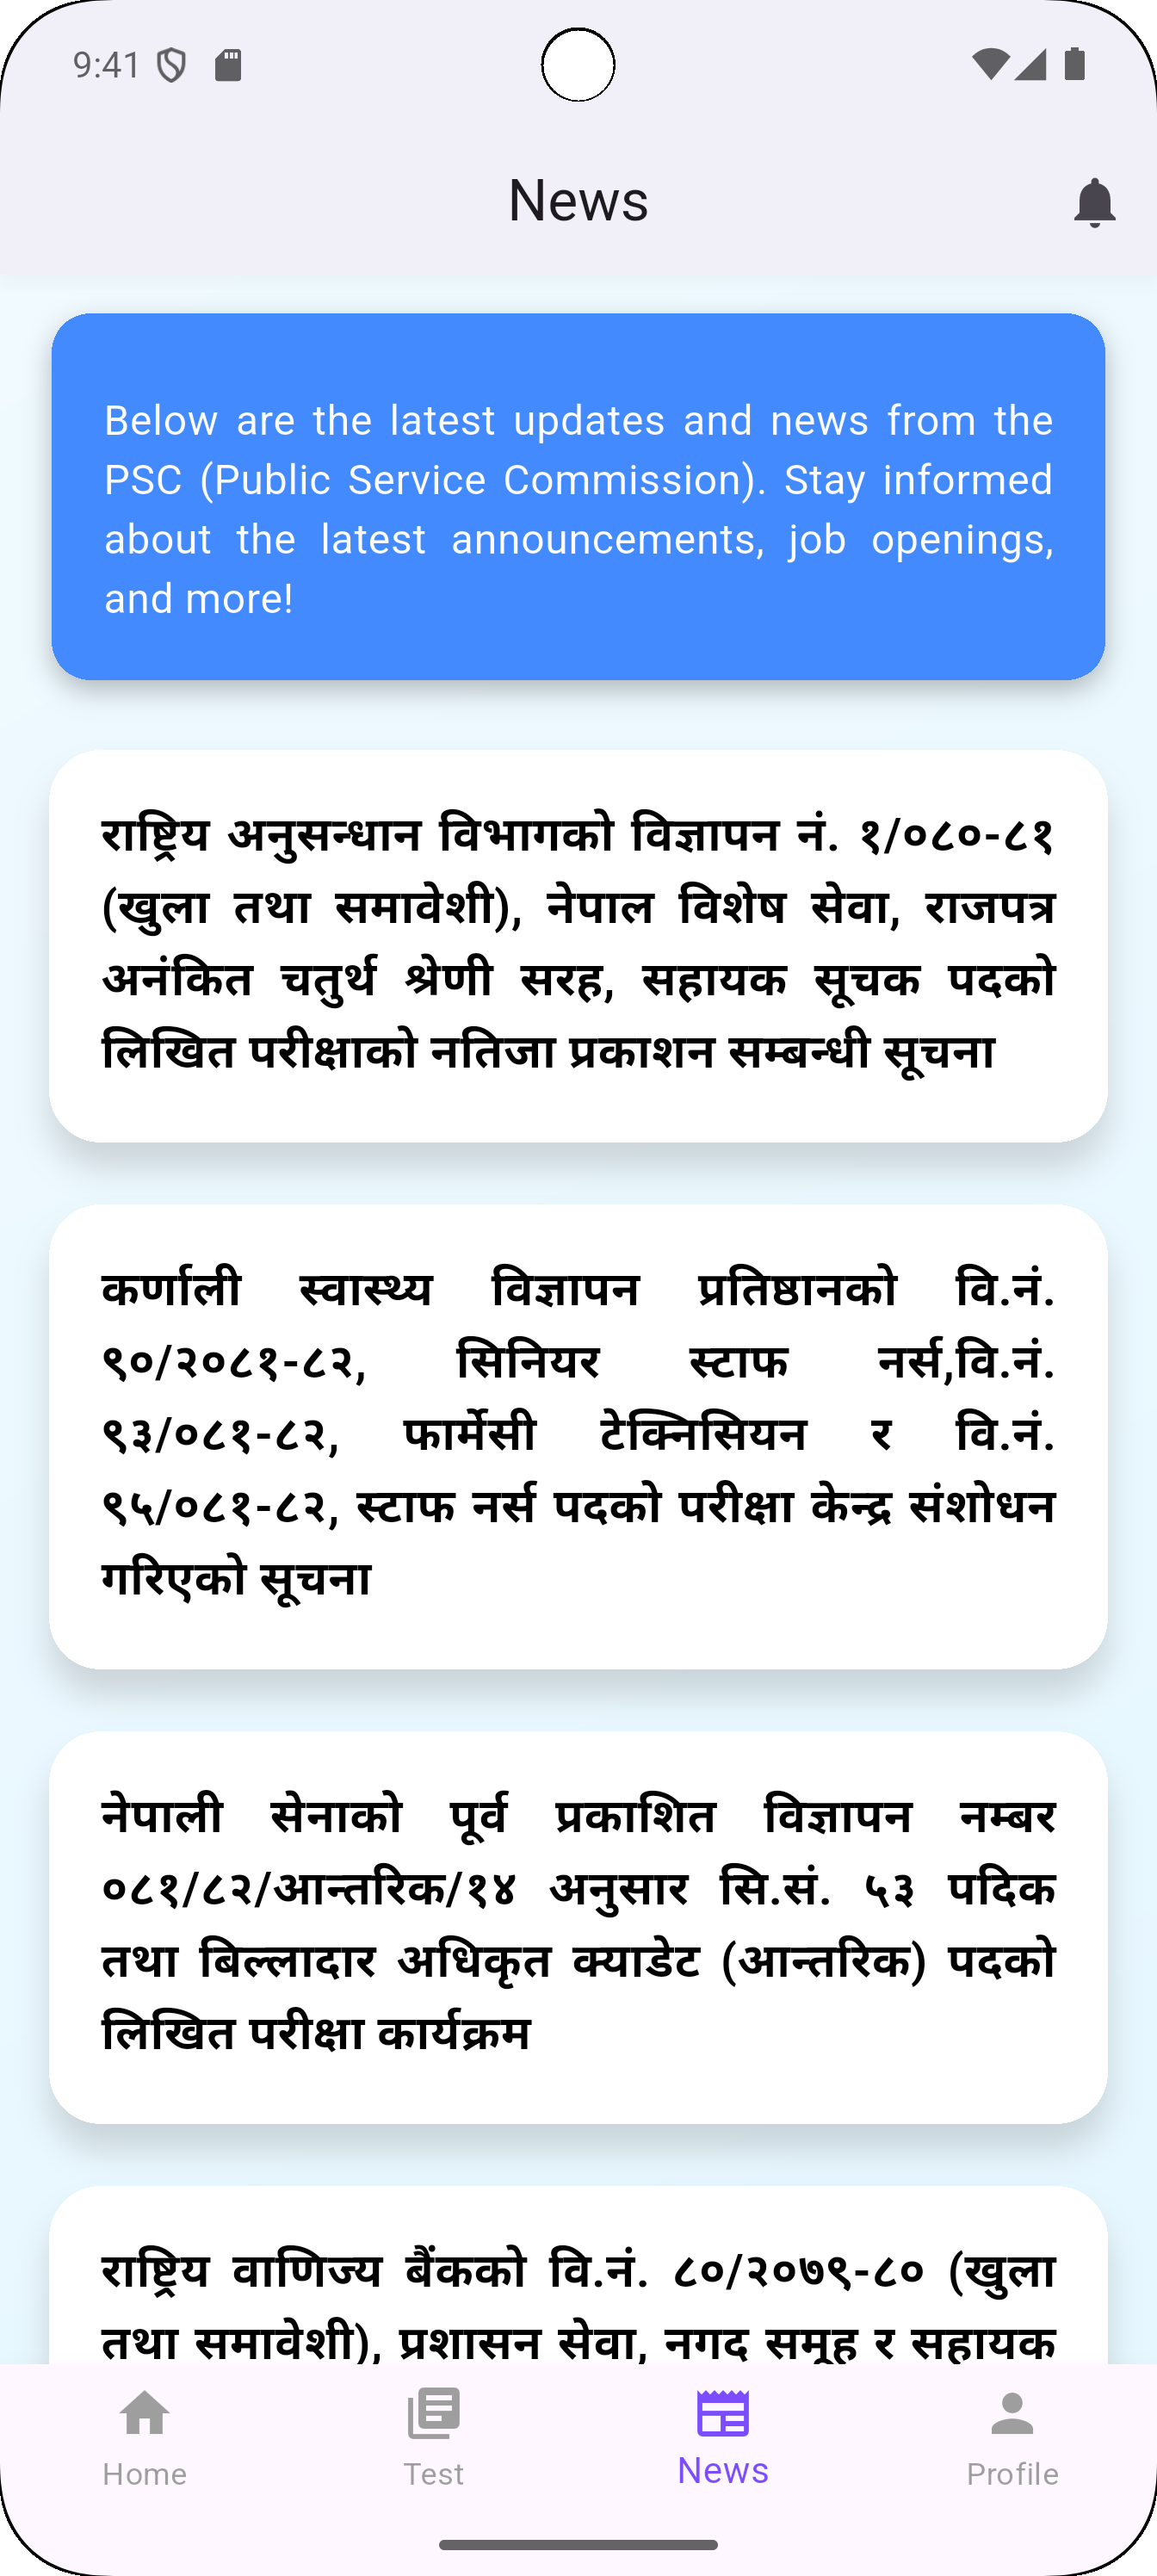 9:41
News
Below are the latest updates and news from the
PSC (Public Service Commission). Stay informed
about the latest announcements, job openings,
and more!
राष्ट्रिय अनुसन्धान विभागको विज्ञापन नं. १/०८०-८१
(खुला तथा समावेशी), नेपाल विशेष सेवा, राजपत्र
अनंकित चतुर्थ श्रेणी सरह, सहायक सूचक पदको
लिखित परीक्षाको नतिजा प्रकाशन सम्बन्धी सूचना
कर्णाली स्वास्थ्य विज्ञापन प्रतिष्ठानको वि.नं.
९०/२०८१-८२, सिनियर स्टाफ नर्स,वि.नं.
९३/०८१-८२, फार्मेसी टेक्निसियन र वि.नं.
९५/०८१-८२, स्टाफ नर्स पदको परीक्षा केन्द्र संशोधन
गरिएको सूचना
नेपाली सेनाको पूर्व प्रकाशित विज्ञापन नम्बर
०८१/८२/आन्तरिक/१४ अनुसार सि.सं. ५३ पदिक
तथा बिल्लादार अधिकृत क्याडेट (आन्तरिक) पदको
लिखित परीक्षा कार्यक्रम
राष्ट्रिय वाणिज्य बैंकको वि.नं. ८०/२०७९-८० (खुला
तथा समावेशी), प्रशासन सेवा, नगद समूह र सहायक
Home
Test
News
Profile